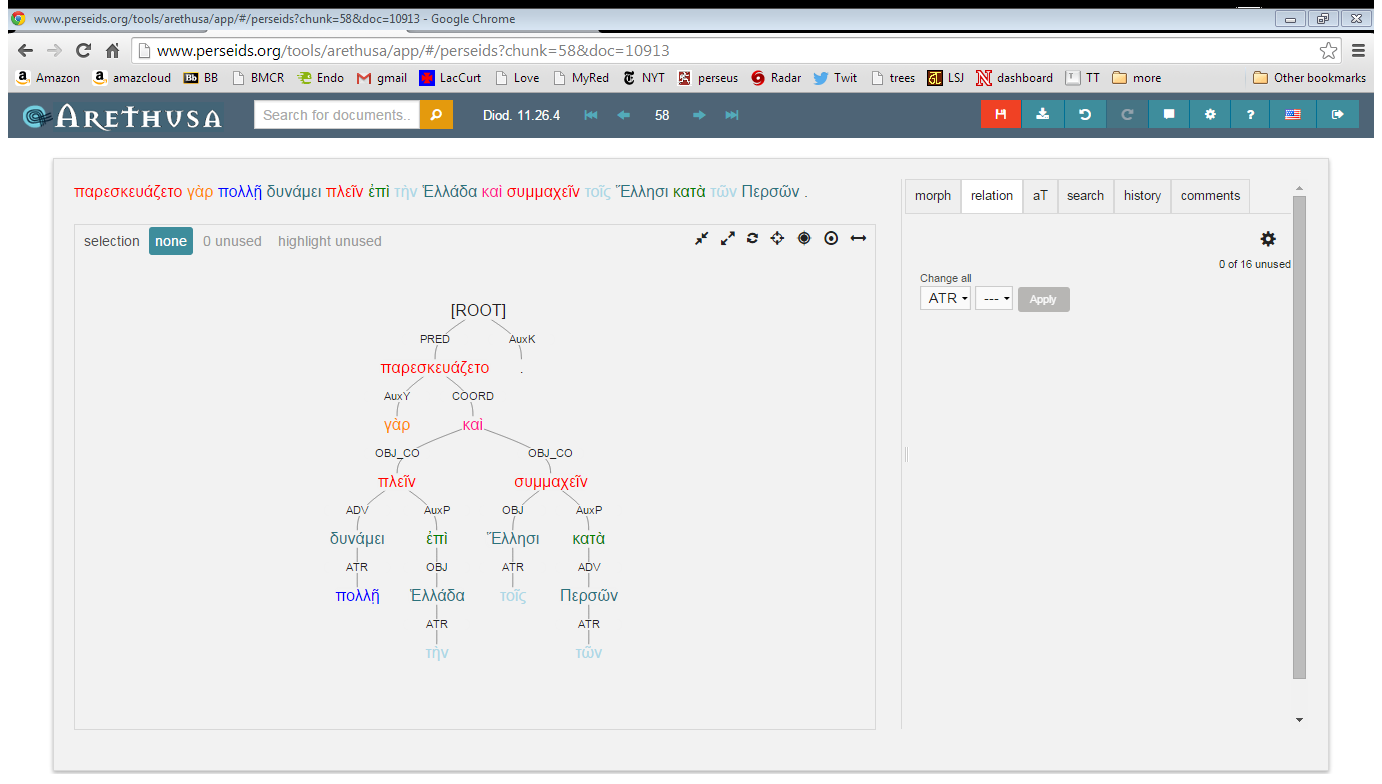 www.perseids.org/tools/arethusa/app/#/perseids?chunk=58&doc=10913 - Google Chrome
www.perseids.org/tools/arethusa/app/#/perseids?chunk=58&doc=10913
Amazon amazcloud BB BMCR Endo gmail LacCurt Love MyRed NYT perseus Radar Twit trees LSJ dashboard TT more Other bookmarks
ARETHUSA Search for documents.. Diod. 11.26.4 58
παρεσκευάζετο γὰρ πολλῇ δυνάμει πλεῖν ἐπὶ τὴν Ἑλλάδα καὶ συμμαχεῖν τοῖς Ἕλλησι κατὰ τῶν Περσῶν .
morph relation aT search history comments
selection none 0 unused highlight unused
0 of 16 unused
Change all
ATR --- Apply
[ROOT]
PRED AuxK
παρεσκευάζετο .
AuxY COORD
γὰρ καὶ
OBJ_CO OBJ_CO
πλεῖν συμμαχεῖν
ADV AuxP OBJ AuxP
δυνάμει ἐπὶ Ἕλλησι κατὰ
ATR OBJ ATR ADV
πολλῇ Ἑλλάδα τοῖς Περσῶν
ATR ATR
τὴν τῶν